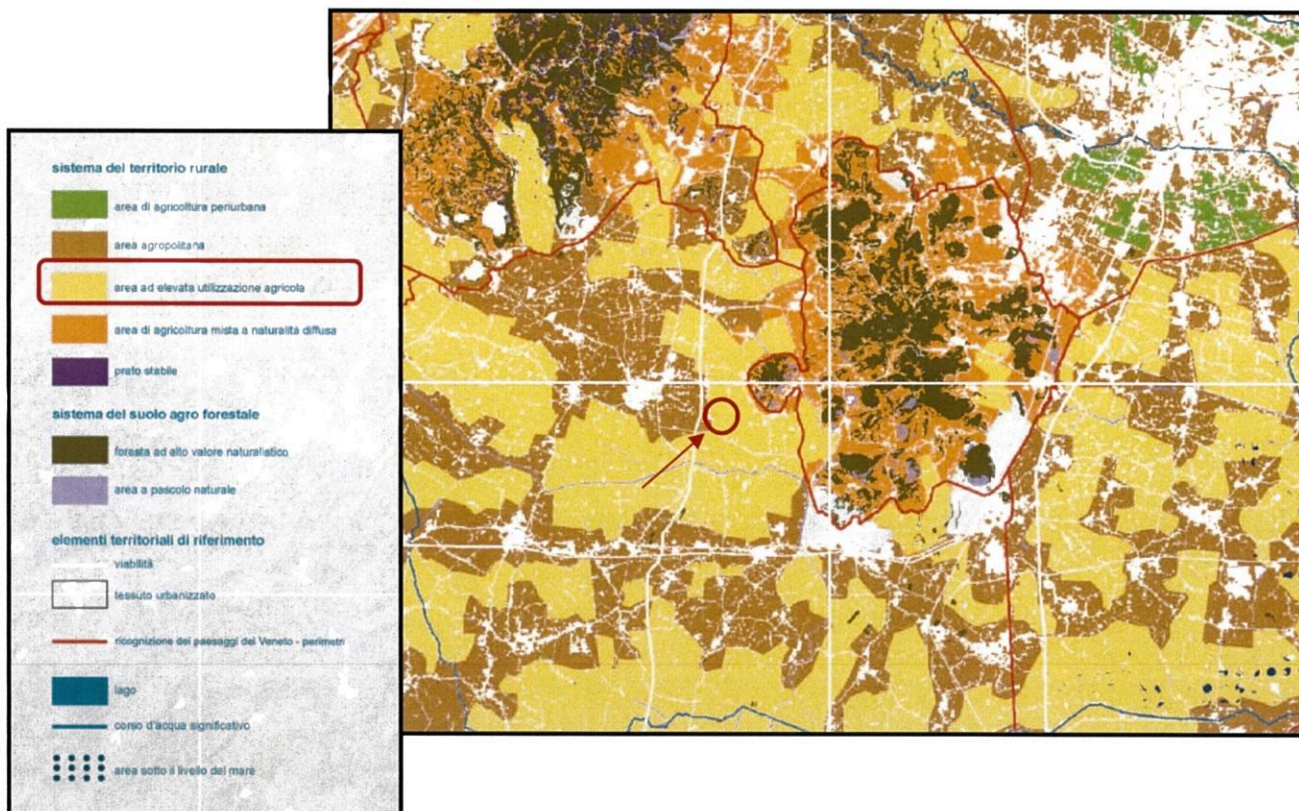 sistema del territorio rurale
area di agricoltura periurbana
area agropolitana
area ad elevata utilizzazione agricola
area di agricoltura mista a naturalità diffusa
prato stabile
sistema del suolo agro forestale
foresta ad alto valore naturalistico
area a pascolo naturale
elementi territoriali di riferimento
viabilità
tessuto urbanizzato
ricognizione dei paesaggi del Veneto - perimetri
lago
corso d'acqua significativo
area sotto il livello del mare